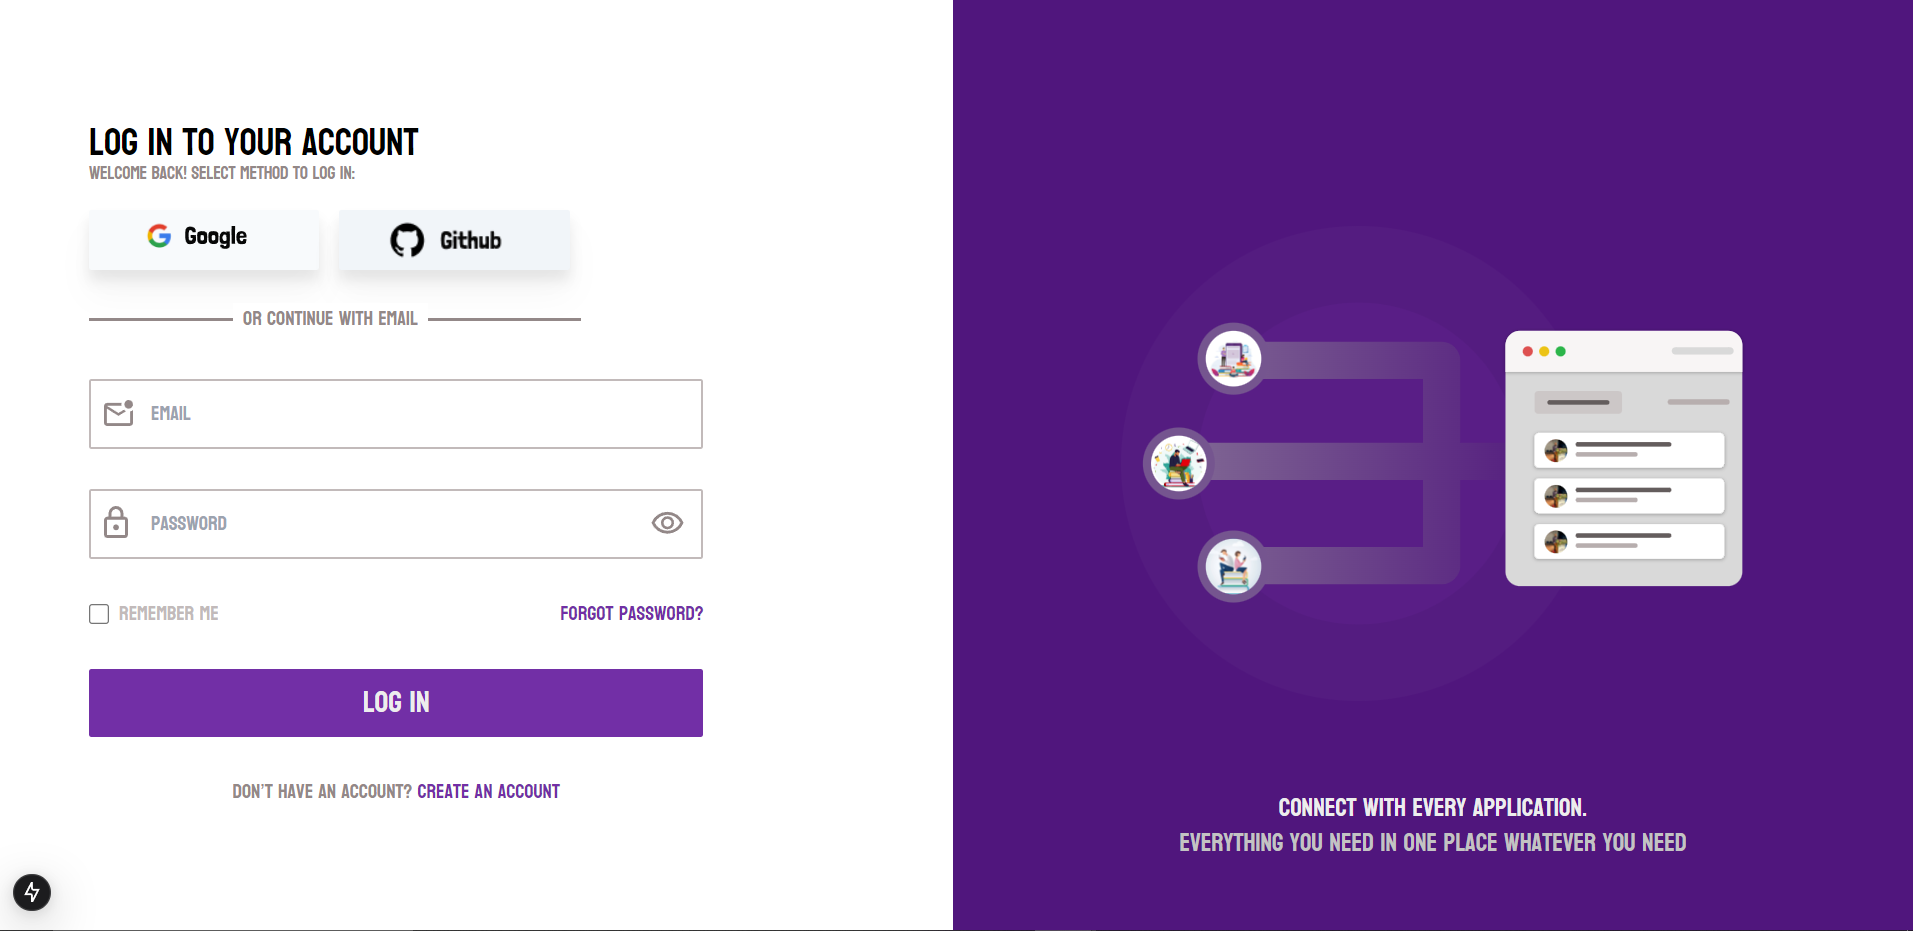 LOG IN TO YOUR ACCOUNT
WELCOME BACK! SELECT METHOD TO LOG IN:
Google
Github
OR CONTINUE WITH EMAIL
EMAIL
PASSWORD
REMEMBER ME
FORGOT PASSWORD?
LOG IN
DON'T HAVE AN ACCOUNT? CREATE AN ACCOUNT
CONNECT WITH EVERY APPLICATION.
EVERYTHING YOU NEED IN ONE PLACE WHATEVER YOU NEED